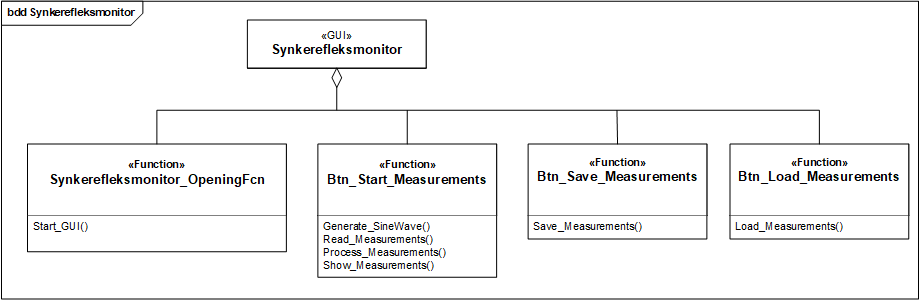 bdd Synkerefleksmonitor
«GUI»
Synkerefleksmonitor
«Function»
Synkerefleksmonitor_OpeningFcn
Start_GUI()
«Function»
Btn_Start_Measurements
Generate_SineWave()
Read_Measurements()
Process_Measurements()
Show_Measurements()
«Function»
Btn_Save_Measurements
Save_Measurements()
«Function»
Btn_Load_Measurements
Load_Measurements()